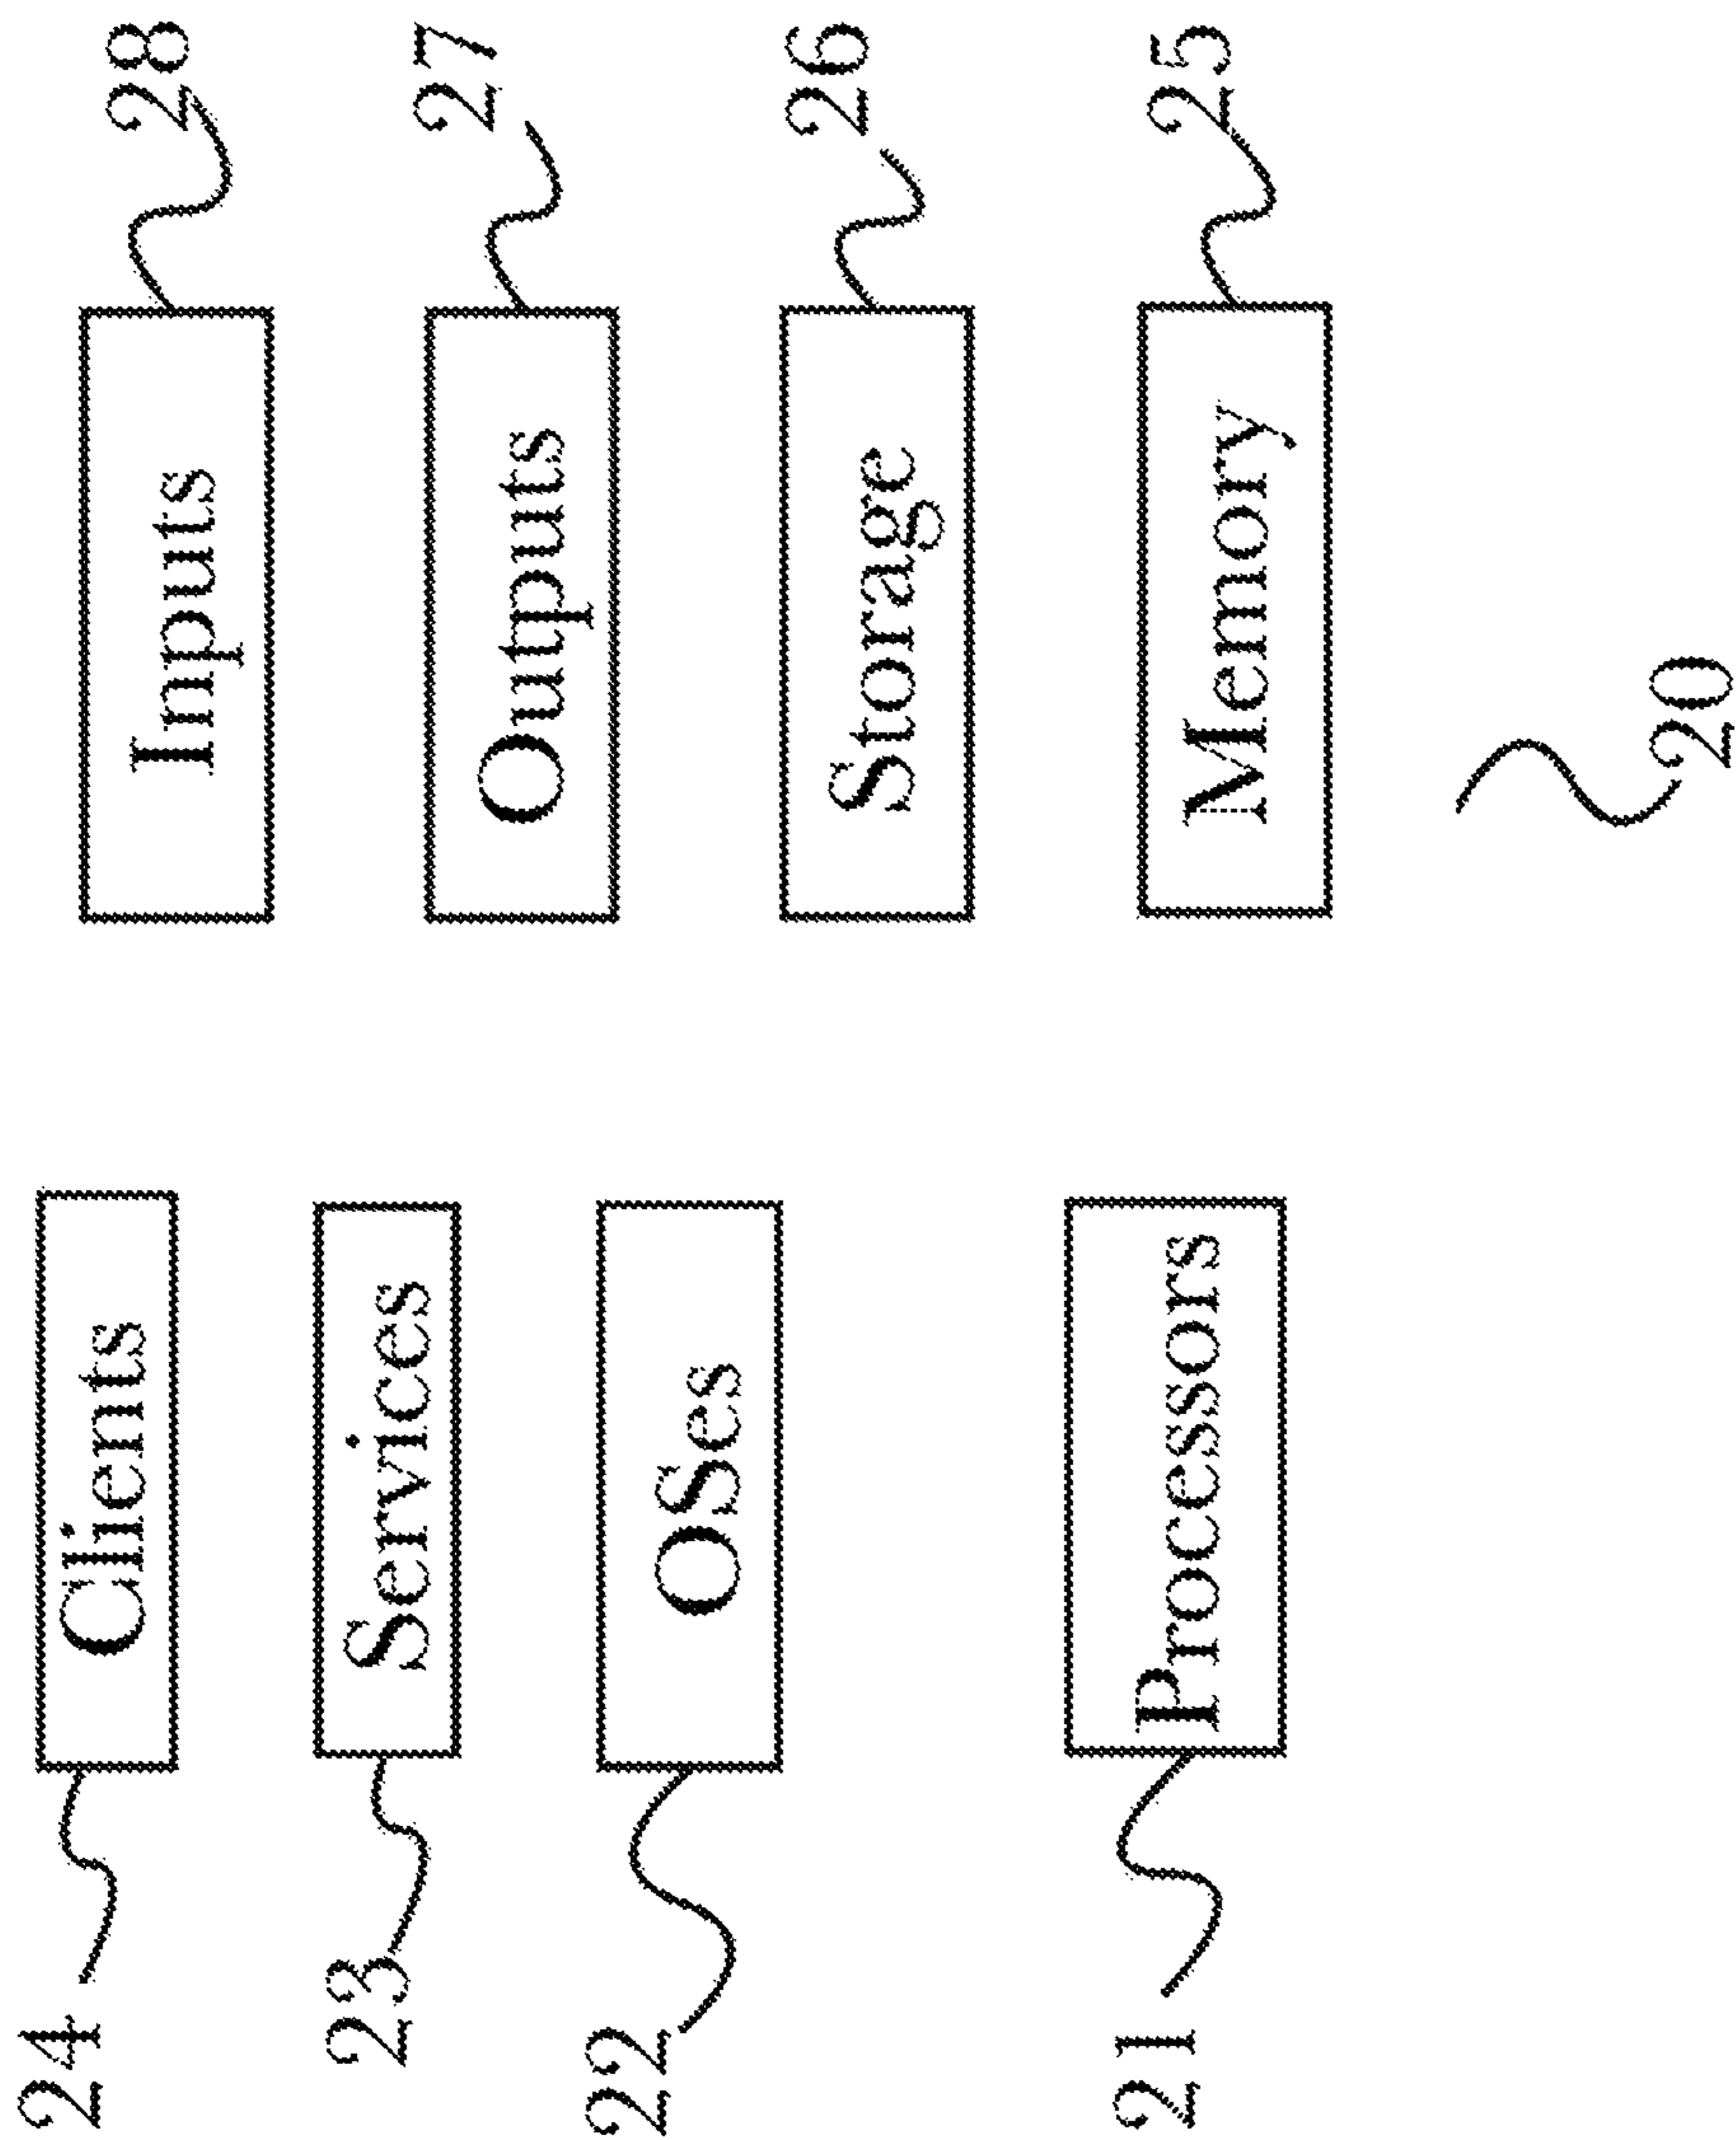 24
Clients
Inputs
28
23
Services
Outputs
27
22
OSes
Storage
26
21
Processors
Memory
25
20